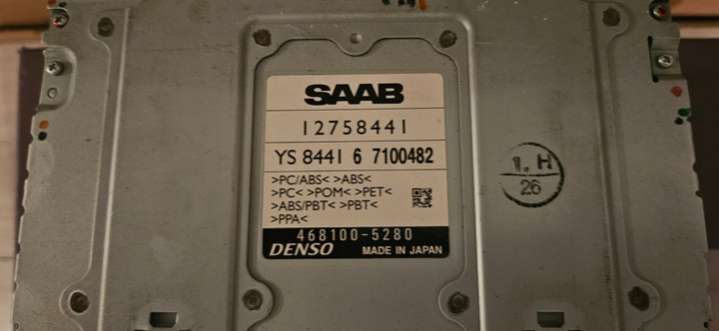 SAAB
12758441
YS 8441 6 7100482
>PC/ABS< >ABS<
>PC< >POM< >PET<
>ABS/PBT< >PBT<
>PPA<
468100-5280
DENSO MADE IN JAPAN
1.H
26